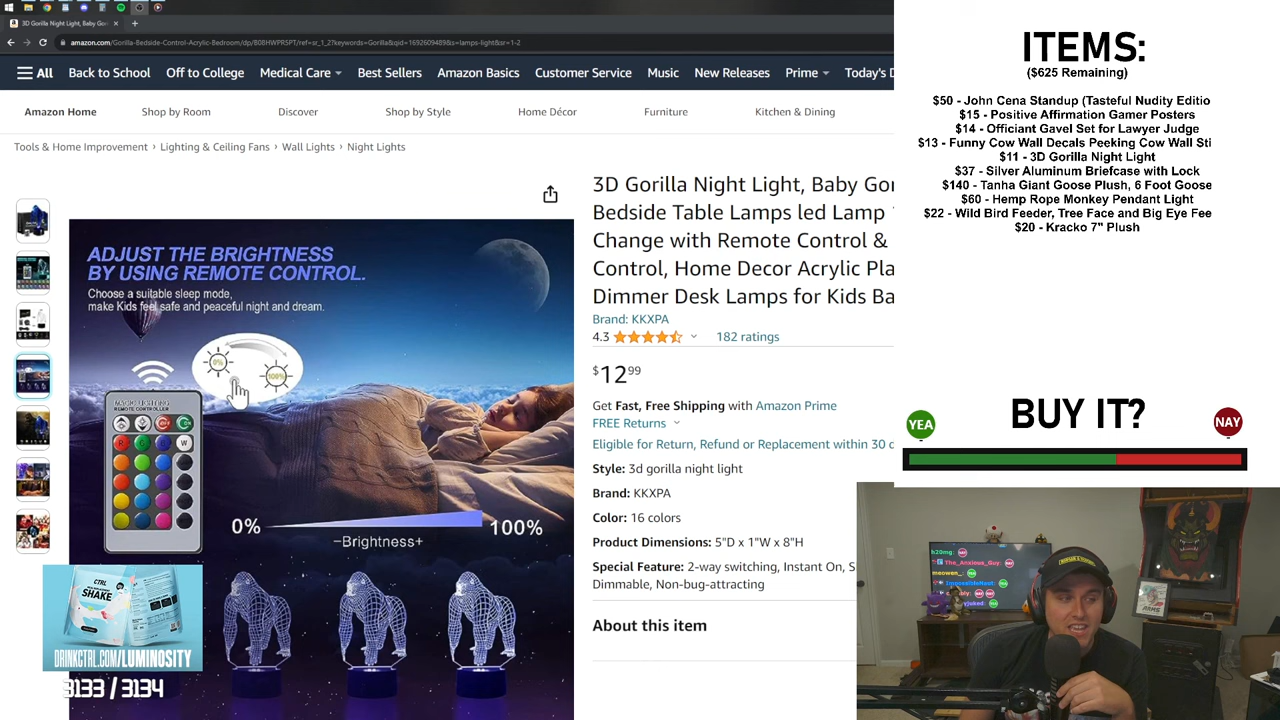 3D Gorilla Night Light, Baby Go
amazon.com/Gorilla-Bedside-Control-Acrylic-Bedroom/dp/B08HWPR5PT/ref=sr_1_2?keywords=Gorilla&qid=1692609489&s=lamps-light&sr=1-2
All Back to School Off to College Medical Care Best Sellers Amazon Basics Customer Service Music New Releases Prime Today's D
Amazon Home Shop by Room Discover Shop by Style Home Décor Furniture Kitchen & Dining
Tools & Home Improvement › Lighting & Ceiling Fans › Wall Lights › Night Lights
ADJUST THE BRIGHTNESS
BY USING REMOTE CONTROL.
Choose a suitable sleep mode,
make Kids feel safe and peaceful night and dream.
0%
100%
MAGIC LIGHTING
REMOTE CONTROLLER
R G B W
0% 100%
–Brightness+
CTRL
SHAKE
DRINKCTRL.COM/LUMINOSITY
3133 / 3134
3D Gorilla Night Light, Baby Gor
Bedside Table Lamps led Lamp
Change with Remote Control &
Control, Home Decor Acrylic Pla
Dimmer Desk Lamps for Kids Ba
Brand: KKXPA
4.3 182 ratings
$12 99
Get Fast, Free Shipping with Amazon Prime
FREE Returns
Eligible for Return, Refund or Replacement within 30 d
Style: 3d gorilla night light
Brand: KKXPA
Color: 16 colors
Product Dimensions: 5"D x 1"W x 8"H
Special Feature: 2-way switching, Instant On, S
Dimmable, Non-bug-attracting
About this item
ITEMS:
($625 Remaining)
$50 - John Cena Standup (Tasteful Nudity Editio
$15 - Positive Affirmation Gamer Posters
$14 - Officiant Gavel Set for Lawyer Judge
$13 - Funny Cow Wall Decals Peeking Cow Wall Sti
$11 - 3D Gorilla Night Light
$37 - Silver Aluminum Briefcase with Lock
$140 - Tanha Giant Goose Plush, 6 Foot Goose
$60 - Hemp Rope Monkey Pendant Light
$22 - Wild Bird Feeder, Tree Face and Big Eye Fee
$20 - Kracko 7" Plush
BUY IT?
YEA
NAY
h20mg: NAY
The_Anxious_Guy: NAY
meowen_: YEA